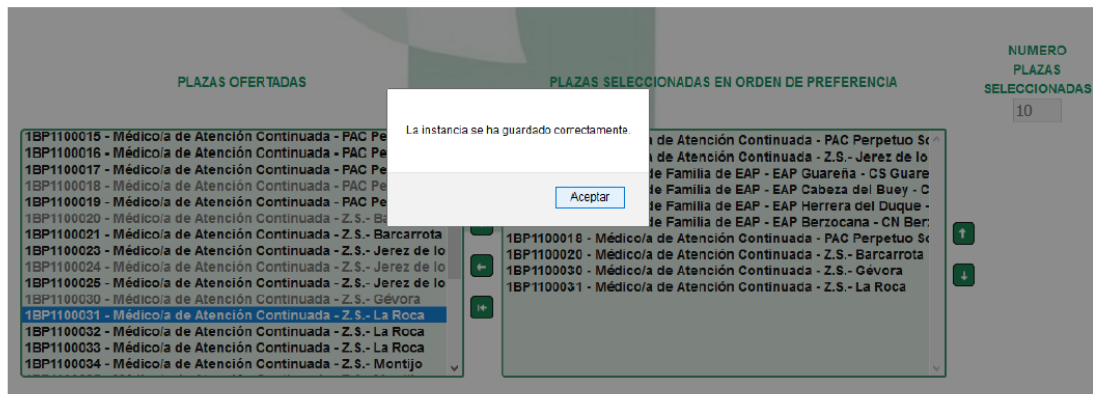 NUMERO
PLAZAS
SELECCIONADAS
10
PLAZAS OFERTADAS
PLAZAS SELECCIONADAS EN ORDEN DE PREFERENCIA
La instancia se ha guardado correctamente.
Aceptar
1BP1100015 - Médico/a de Atención Continuada - PAC Pe
1BP1100016 - Médico/a de Atención Continuada - PAC Pe
1BP1100017 - Médico/a de Atención Continuada - PAC Pe
1BP1100018 - Médico/a de Atención Continuada - PAC Pe
1BP1100019 - Médico/a de Atención Continuada - PAC Pe
1BP1100020 - Médico/a de Atención Continuada - Z.S.- Ba
1BP1100021 - Médico/a de Atención Continuada - Z.S.- Barcarrota
1BP1100023 - Médico/a de Atención Continuada - Z.S.- Jerez de lo
1BP1100024 - Médico/a de Atención Continuada - Z.S.- Jerez de lo
1BP1100025 - Médico/a de Atención Continuada - Z.S.- Jerez de lo
1BP1100030 - Médico/a de Atención Continuada - Z.S.- Gévora
1BP1100031 - Médico/a de Atención Continuada - Z.S.- La Roca
1BP1100032 - Médico/a de Atención Continuada - Z.S.- La Roca
1BP1100033 - Médico/a de Atención Continuada - Z.S.- La Roca
1BP1100034 - Médico/a de Atención Continuada - Z.S.- Montijo
a de Atención Continuada - PAC Perpetuo So
a de Atención Continuada - Z.S.- Jerez de lo
de Familia de EAP - EAP Guareña - CS Guare
de Familia de EAP - EAP Cabeza del Buey - C
de Familia de EAP - EAP Herrera del Duque -
de Familia de EAP - EAP Berzocana - CN Ber
1BP1100018 - Médico/a de Atención Continuada - PAC Perpetuo So
1BP1100020 - Médico/a de Atención Continuada - Z.S.- Barcarrota
1BP1100030 - Médico/a de Atención Continuada - Z.S.- Gévora
1BP1100031 - Médico/a de Atención Continuada - Z.S.- La Roca